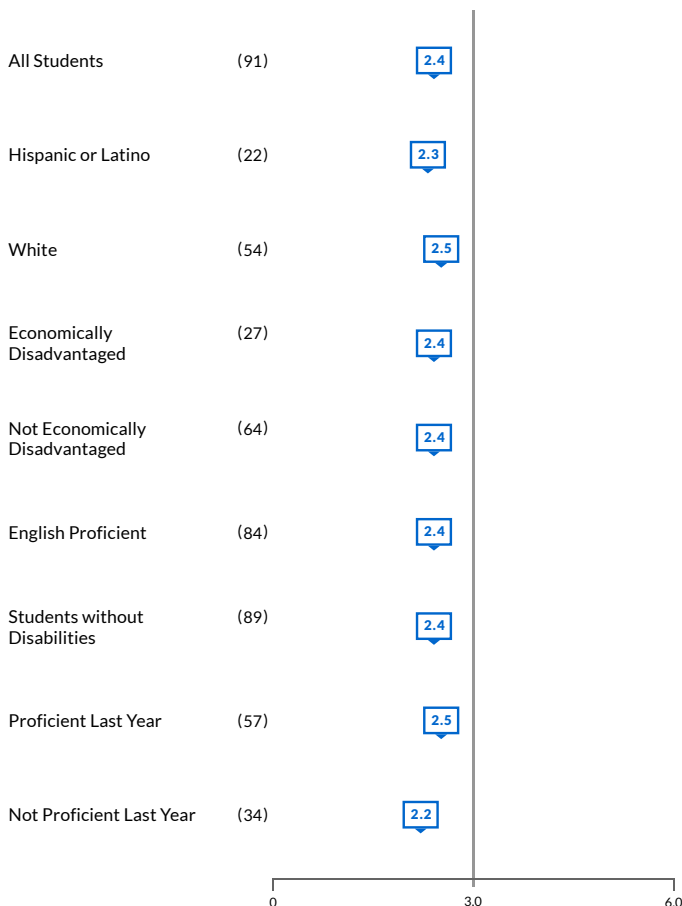 All Students (91) 2.4
Hispanic or Latino (22) 2.3
White (54) 2.5
Economically (27)
Disadvantaged 2.4
Not Economically (64)
Disadvantaged 2.4
English Proficient (84) 2.4
Students without (89)
Disabilities 2.4
Proficient Last Year (57) 2.5
Not Proficient Last Year (34) 2.2
0 3.0 6.0